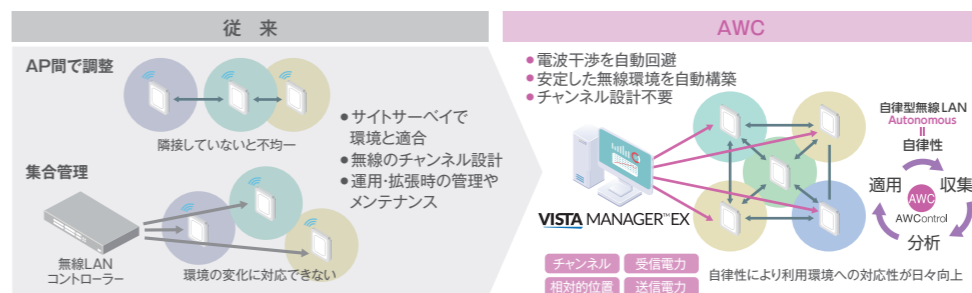 従 来
AP間で調整
隣接していないと不均一
集合管理
無線LAN
コントローラー
環境の変化に対応できない
●サイトサーベイで
環境と適合
●無線のチャンネル設計
●運用・拡張時の管理や
メンテナンス
AWC
●電波干渉を自動回避
●安定した無線環境を自動構築
●チャンネル設計不要
VISTA MANAGER™EX
チャンネル 受信電力
相対的位置 送信電力
自律型無線LAN
Autonomous
=
自律性
適用 収集
AWC
AWControl
分析
自律性により利用環境への対応性が日々向上